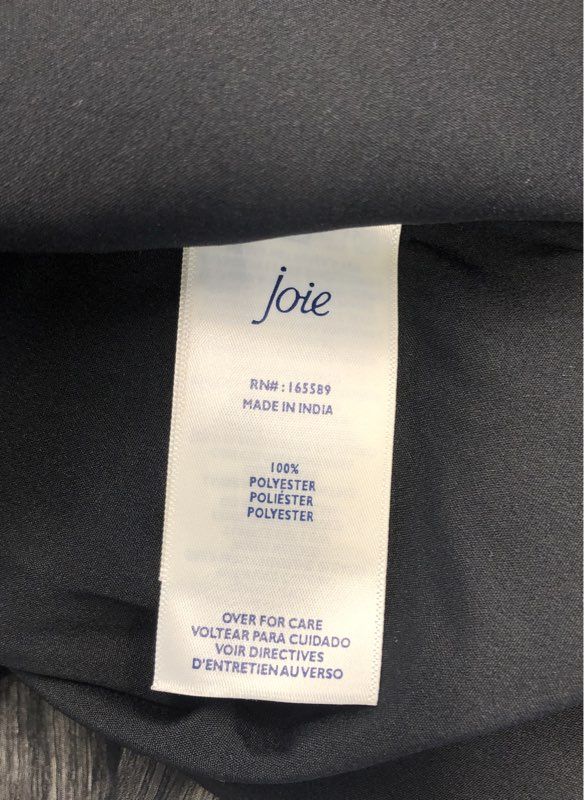 joie
RN#:165589
MADE IN INDIA
100%
POLYESTER
POLIÉSTER
POLYESTER
OVER FOR CARE
VOLTEAR PARA CUIDADO
VOIR DIRECTIVES
D'ENTRETIEN AU VERSO